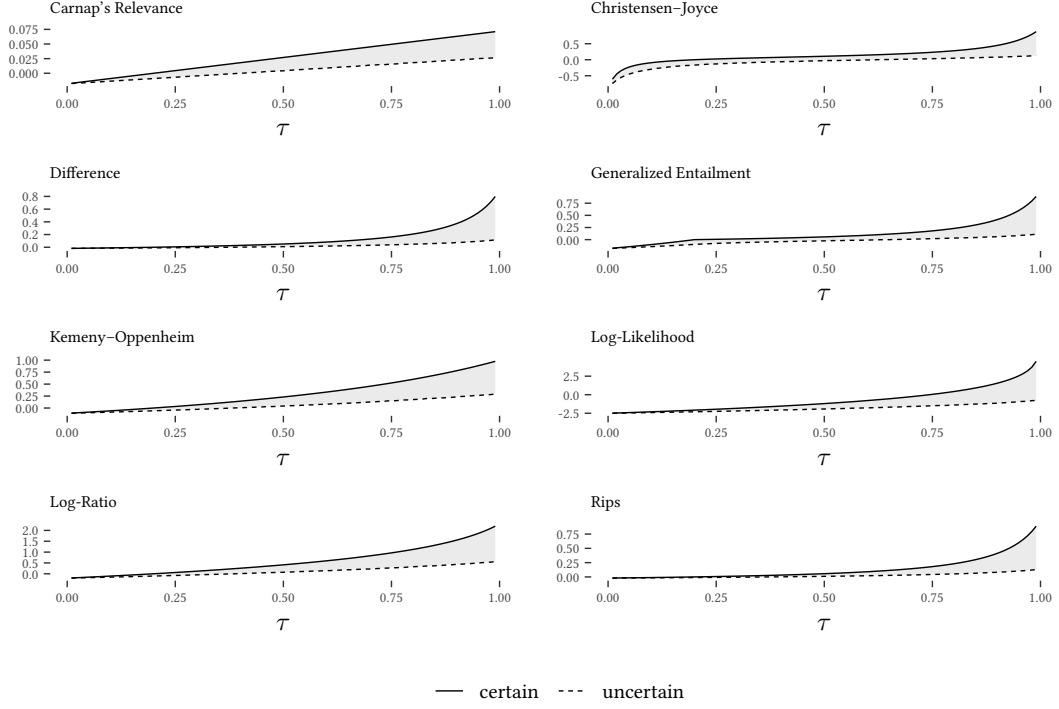 Carnap's Relevance
0.075
0.050
0.025
0.000
0.00 0.25 0.50 0.75 1.00
τ
Christensen–Joyce
0.5
0.0
-0.5
0.00 0.25 0.50 0.75 1.00
τ
Difference
0.8
0.6
0.4
0.2
0.0
0.00 0.25 0.50 0.75 1.00
τ
Generalized Entailment
0.75
0.50
0.25
0.00
0.00 0.25 0.50 0.75 1.00
τ
Kemeny–Oppenheim
1.00
0.75
0.50
0.25
0.00
0.00 0.25 0.50 0.75 1.00
τ
Log-Likelihood
2.5
0.0
-2.5
0.00 0.25 0.50 0.75 1.00
τ
Log-Ratio
2.0
1.5
1.0
0.5
0.0
0.00 0.25 0.50 0.75 1.00
τ
Rips
0.75
0.50
0.25
0.00
0.00 0.25 0.50 0.75 1.00
τ
certain uncertain